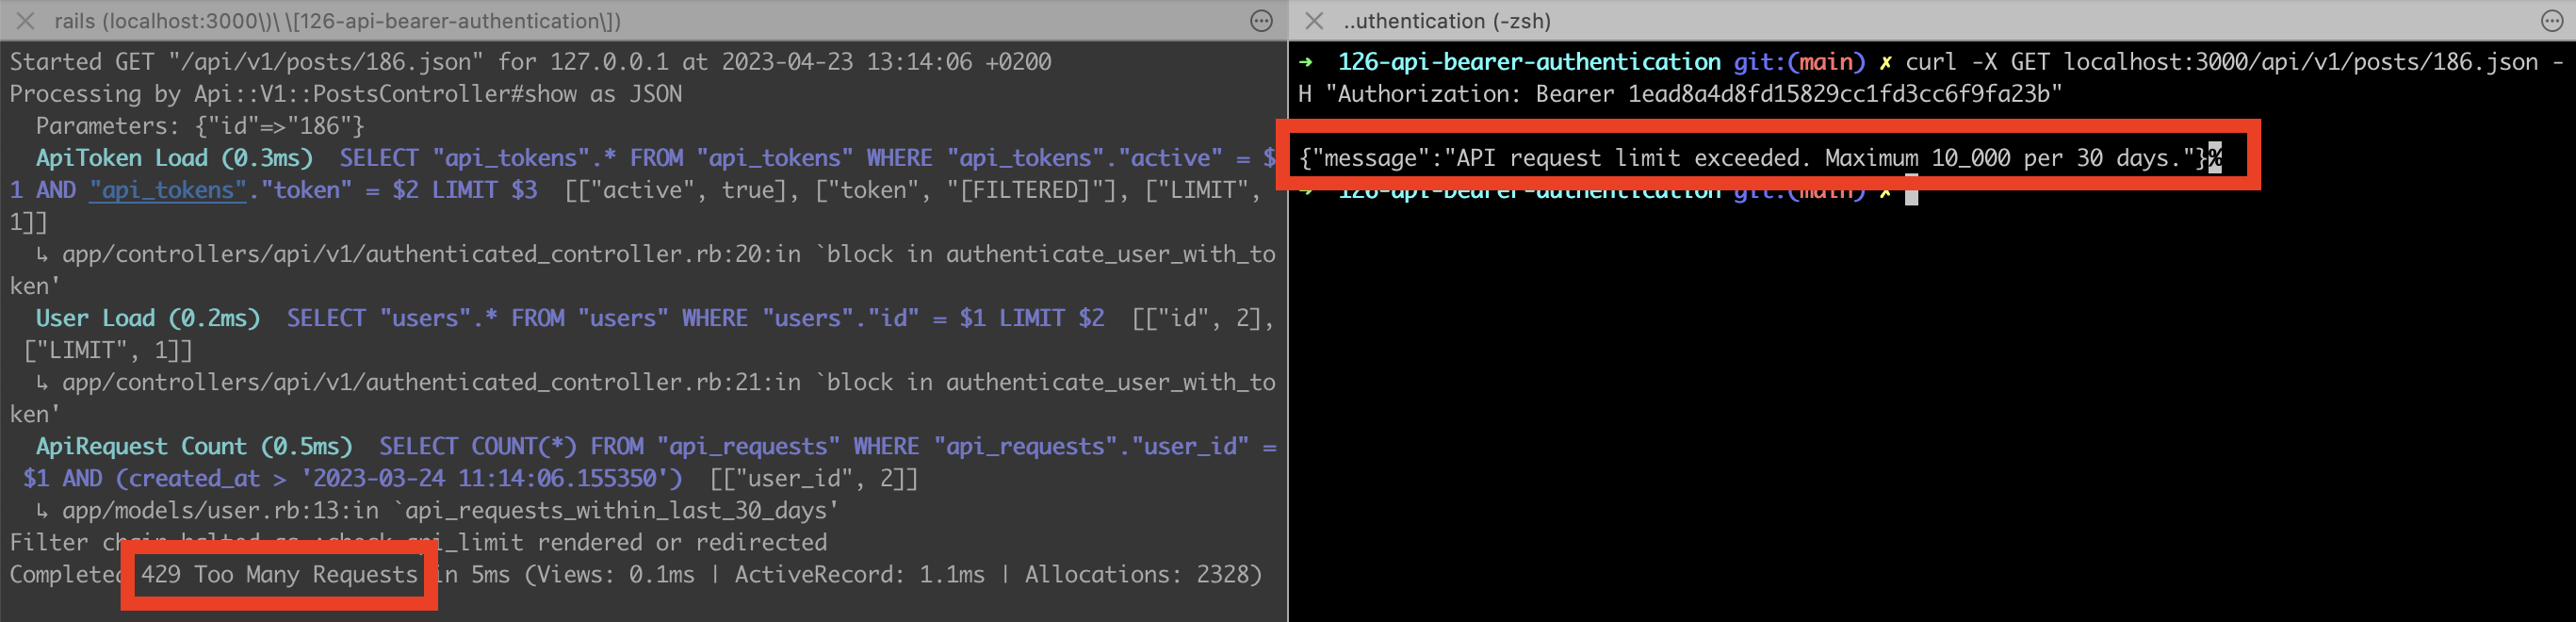 rails (localhost:3000\)\ \[126-api-bearer-authentication\])
Started GET "/api/v1/posts/186.json" for 127.0.0.1 at 2023-04-23 13:14:06 +0200
Processing by Api::V1::PostsController#show as JSON
  Parameters: {"id"=>"186"}
  ApiToken Load (0.3ms)  SELECT "api_tokens".* FROM "api_tokens" WHERE "api_tokens"."active" = $
1 AND "api_tokens"."token" = $2 LIMIT $3  [["active", true], ["token", "[FILTERED]"], ["LIMIT",
1]]
  ↳ app/controllers/api/v1/authenticated_controller.rb:20:in `block in authenticate_user_with_to
ken'
  User Load (0.2ms)  SELECT "users".* FROM "users" WHERE "users"."id" = $1 LIMIT $2  [["id", 2],
 ["LIMIT", 1]]
  ↳ app/controllers/api/v1/authenticated_controller.rb:21:in `block in authenticate_user_with_to
ken'
  ApiRequest Count (0.5ms)  SELECT COUNT(*) FROM "api_requests" WHERE "api_requests"."user_id" =
 $1 AND (created_at > '2023-03-24 11:14:06.155350')  [["user_id", 2]]
  ↳ app/models/user.rb:13:in `api_requests_within_last_30_days'
Filter chain halted as :check_api_limit rendered or redirected
Completed 429 Too Many Requests in 5ms (Views: 0.1ms | ActiveRecord: 1.1ms | Allocations: 2328)
..uthentication (-zsh)
➜  126-api-bearer-authentication git:(main) ✗ curl -X GET localhost:3000/api/v1/posts/186.json -
H "Authorization: Bearer 1ead8a4d8fd15829cc1fd3cc6f9fa23b"
{"message":"API request limit exceeded. Maximum 10_000 per 30 days."}%
➜  126-api-bearer-authentication git:(main) ✗